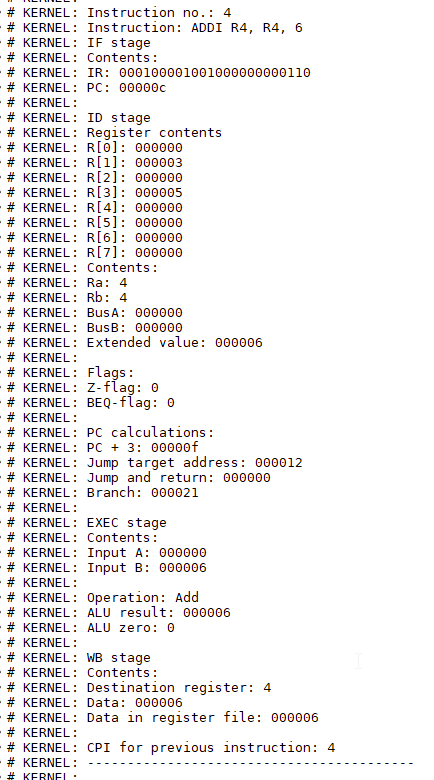 # KERNEL:
# KERNEL: Instruction no.: 4
# KERNEL: Instruction: ADDI R4, R4, 6
# KERNEL: IF stage
# KERNEL: Contents:
# KERNEL: IR: 000100001001000000000110
# KERNEL: PC: 00000c
# KERNEL:
# KERNEL: ID stage
# KERNEL: Register contents
# KERNEL: R[0]: 000000
# KERNEL: R[1]: 000003
# KERNEL: R[2]: 000000
# KERNEL: R[3]: 000005
# KERNEL: R[4]: 000000
# KERNEL: R[5]: 000000
# KERNEL: R[6]: 000000
# KERNEL: R[7]: 000000
# KERNEL: Contents:
# KERNEL: Ra: 4
# KERNEL: Rb: 4
# KERNEL: BusA: 000000
# KERNEL: BusB: 000000
# KERNEL: Extended value: 000006
# KERNEL:
# KERNEL: Flags:
# KERNEL: Z-flag: 0
# KERNEL: BEQ-flag: 0
# KERNEL:
# KERNEL: PC calculations:
# KERNEL: PC + 3: 00000f
# KERNEL: Jump target address: 000012
# KERNEL: Jump and return: 000000
# KERNEL: Branch: 000021
# KERNEL:
# KERNEL: EXEC stage
# KERNEL: Contents:
# KERNEL: Input A: 000000
# KERNEL: Input B: 000006
# KERNEL:
# KERNEL: Operation: Add
# KERNEL: ALU result: 000006
# KERNEL: ALU zero: 0
# KERNEL:
# KERNEL: WB stage
# KERNEL: Contents:
# KERNEL: Destination register: 4
# KERNEL: Data: 000006
# KERNEL: Data in register file: 000006
# KERNEL:
# KERNEL: CPI for previous instruction: 4
# KERNEL: -----------------------------------------
# KERNEL: